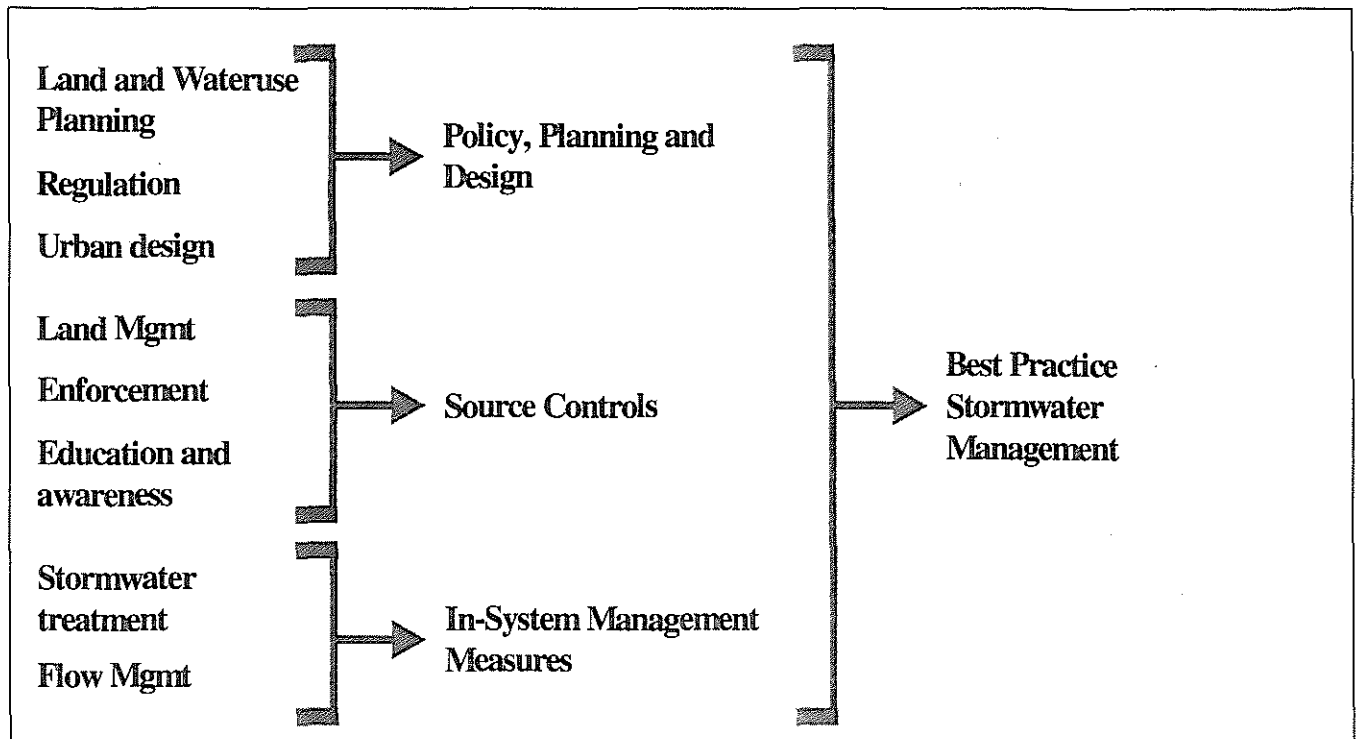 Land and Wateruse
Planning
Regulation
Urban design
Policy, Planning and
Design
Land Mgmt
Enforcement
Education and
awareness
Source Controls
Stormwater
treatment
Flow Mgmt
In-System Management
Measures
Best Practice
Stormwater
Management